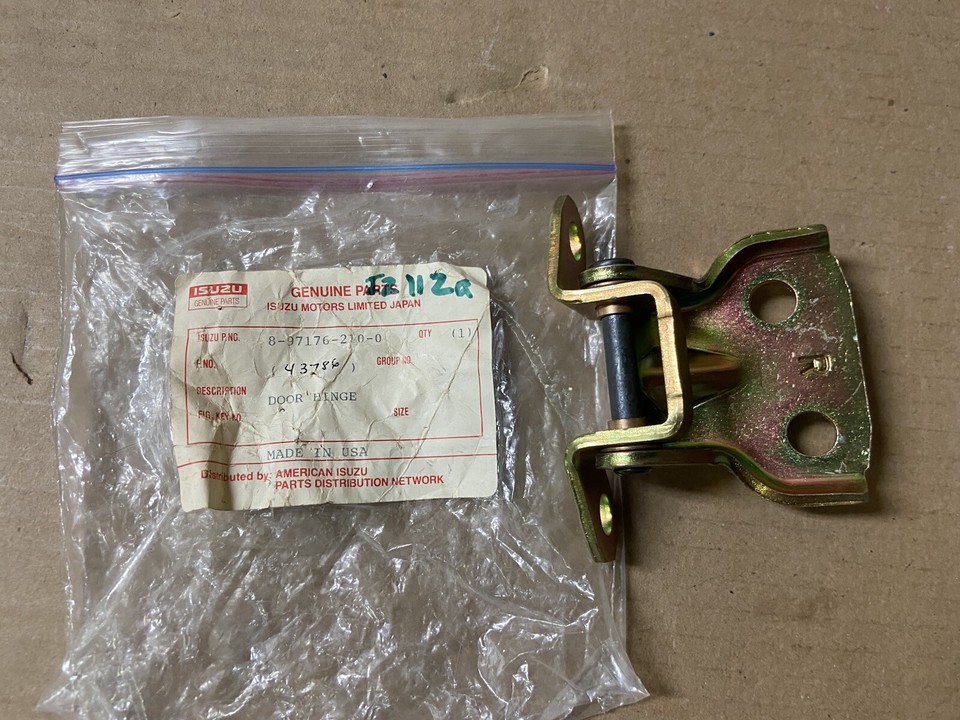 ISUZU
GENUINE PARTS
GENUINE PARTS
ISUZU MOTORS LIMITED JAPAN
ISUZU P.NO. 8-97176-210-0 QTY (1)
P.NO. (43786) GROUP NO.
DESCRIPTION DOOR HINGE
FIG. KEY NO. SIZE
MADE IN USA
Distributed by: AMERICAN ISUZU
PARTS DISTRIBUTION NETWORK
R